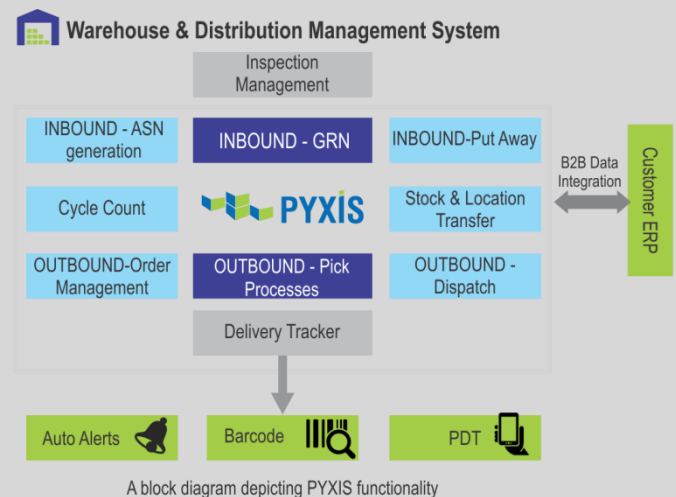 Warehouse & Distribution Management System
Inspection
Management
INBOUND - ASN
generation
INBOUND - GRN
INBOUND-Put Away
B2B Data
Integration
Customer ERP
Cycle Count
PYXIS
Stock & Location
Transfer
OUTBOUND-Order
Management
OUTBOUND - Pick
Processes
OUTBOUND -
Dispatch
Delivery Tracker
Auto Alerts
Barcode
PDT
A block diagram depicting PYXIS functionality